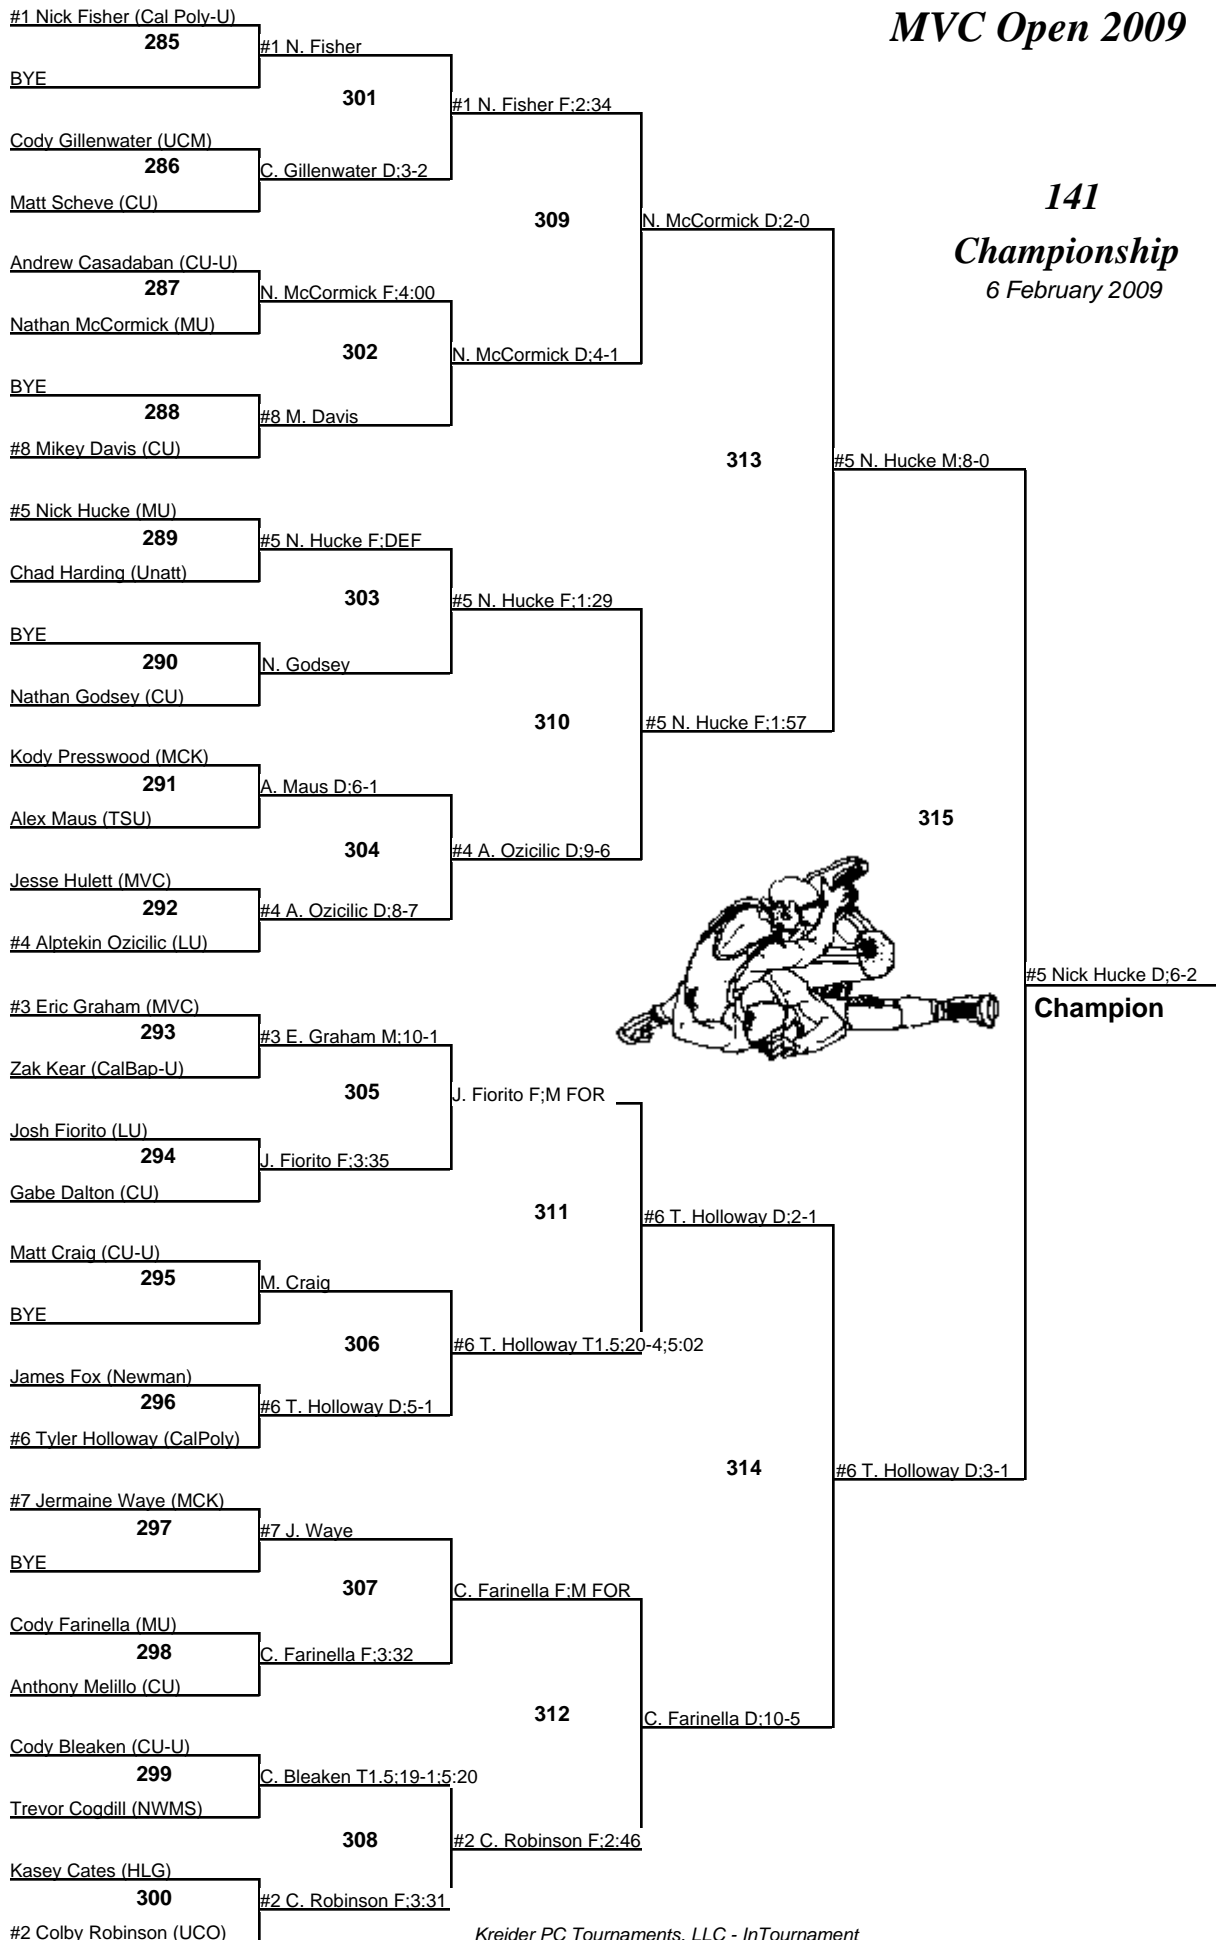 #1 Nick Fisher (Cal Poly-U)
MVC Open 2009
285
#1 N. Fisher
BYE
301
#1 N. Fisher F;2:34
Cody Gillenwater (UCM)
286
C. Gillenwater D;3-2
Matt Scheve (CU)
141
309
N. McCormick D;2-0
Championship
Andrew Casadaban (CU-U)
287
N. McCormick F;4:00
6 February 2009
Nathan McCormick (MU)
302
N. McCormick D;4-1
BYE
288
#8 M. Davis
#8 Mikey Davis (CU)
313
#5 N. Hucke M;8-0
#5 Nick Hucke (MU)
289
#5 N. Hucke F;DEF
Chad Harding (Unatt)
303
#5 N. Hucke F;1:29
BYE
290
N. Godsey
Nathan Godsey (CU)
310
#5 N. Hucke F;1:57
Kody Presswood (MCK)
291
A. Maus D;6-1
Alex Maus (TSU)
315
304
#4 A. Ozicilic D;9-6
Jesse Hulett (MVC)
292
#4 A. Ozicilic D;8-7
#4 Alptekin Ozicilic (LU)
#5 Nick Hucke D;6-2
Champion
#3 Eric Graham (MVC)
293
#3 E. Graham M;10-1
Zak Kear (CalBap-U)
305
J. Fiorito F;M FOR
Josh Fiorito (LU)
294
J. Fiorito F;3:35
Gabe Dalton (CU)
311
#6 T. Holloway D;2-1
Matt Craig (CU-U)
295
M. Craig
BYE
306
#6 T. Holloway T1.5;20-4;5:02
James Fox (Newman)
296
#6 T. Holloway D;5-1
#6 Tyler Holloway (CalPoly)
314
#6 T. Holloway D;3-1
#7 Jermaine Waye (MCK)
297
#7 J. Waye
BYE
307
C. Farinella F;M FOR
Cody Farinella (MU)
298
C. Farinella F;3:32
Anthony Melillo (CU)
312
C. Farinella D;10-5
Cody Bleaken (CU-U)
299
C. Bleaken T1.5;19-1;5:20
Trevor Cogdill (NWMS)
308
#2 C. Robinson F;2:46
Kasey Cates (HLG)
300
#2 C. Robinson F;3:31
#2 Colby Robinson (UCO)
Kreider PC Tournaments, LLC - InTournament